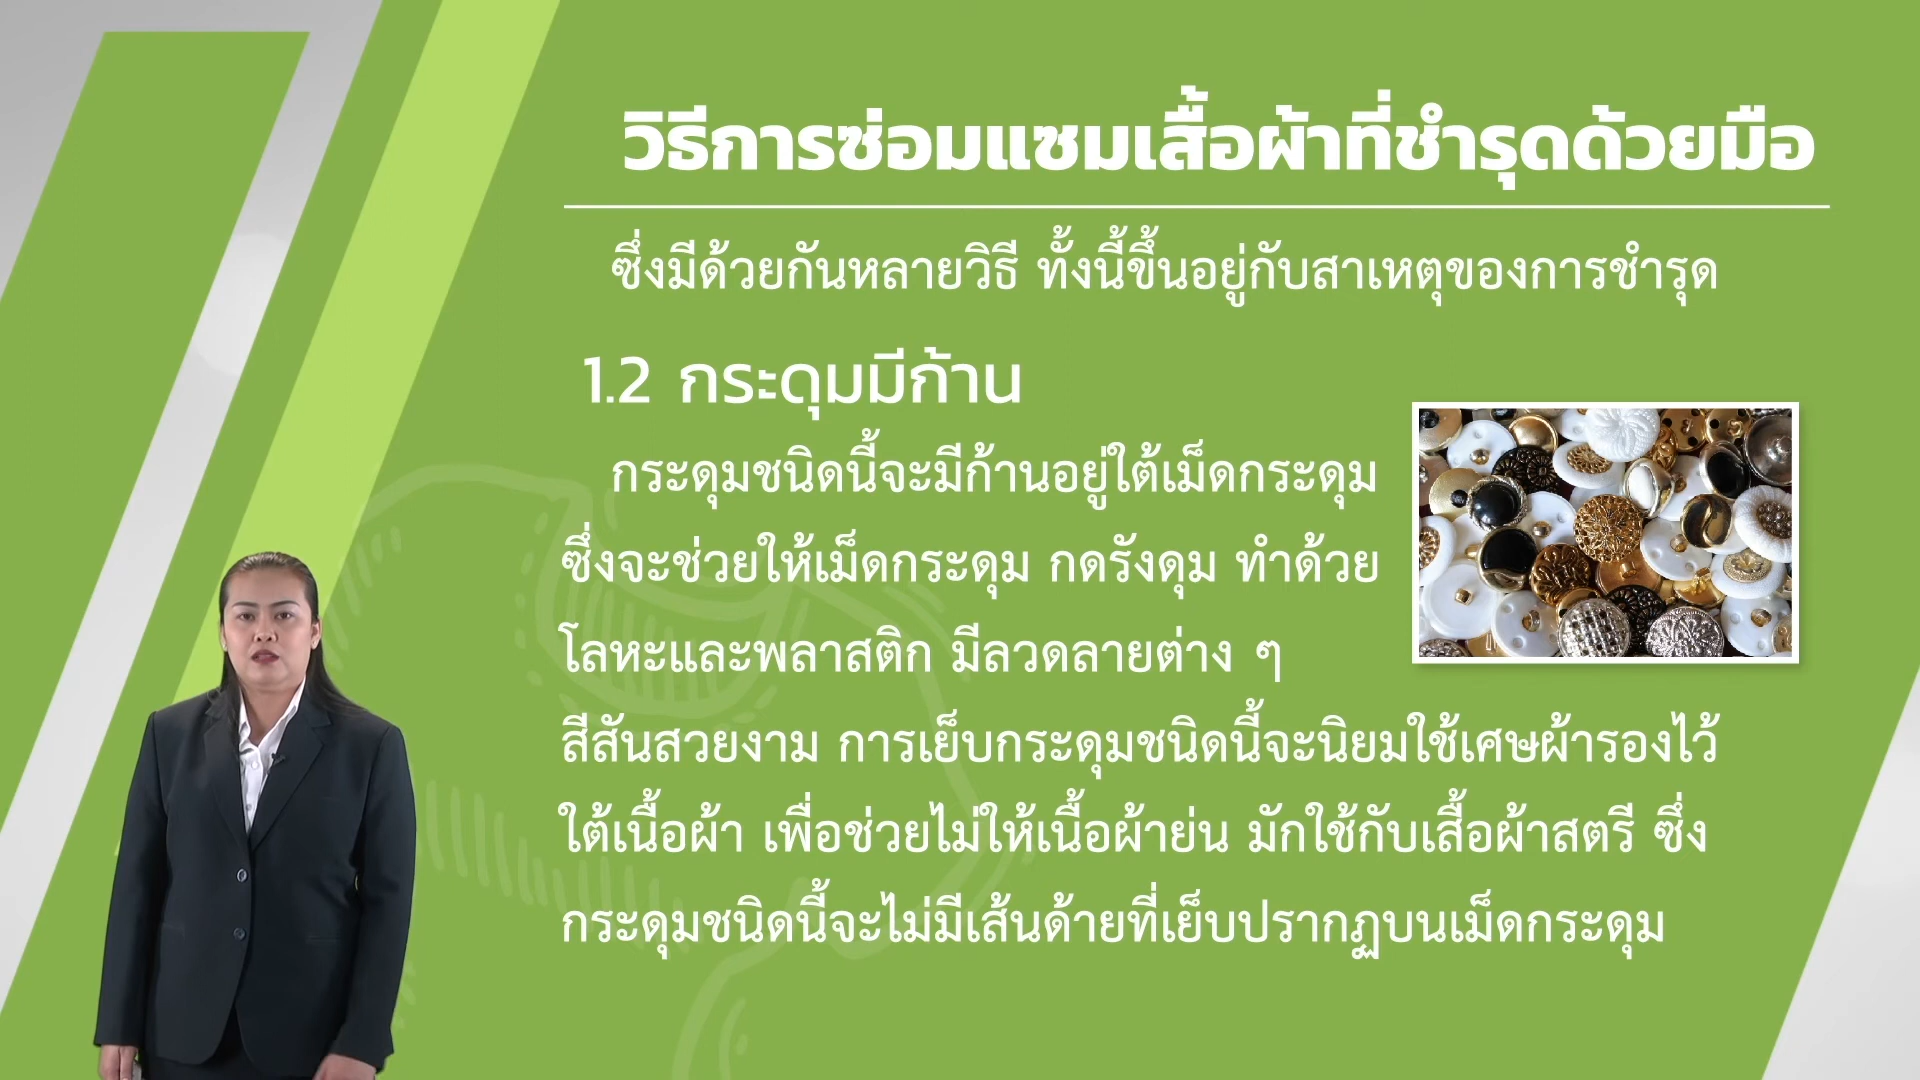 วิธีการซ่อมแซมเสื้อผ้าที่ชำรุดด้วยมือ
ซึ่งมีด้วยกันหลายวิธี ทั้งนี้ขึ้นอยู่กับสาเหตุของการชำรุด
1.2 กระดุมมีก้าน
กระดุมชนิดนี้จะมีก้านอยู่ใต้เม็ดกระดุม
ซึ่งจะช่วยให้เม็ดกระดุม กดรังดุม ทำด้วย
โลหะและพลาสติก มีลวดลายต่าง ๆ
สีสันสวยงาม การเย็บกระดุมชนิดนี้จะนิยมใช้เศษผ้ารองไว้
ใต้เนื้อผ้า เพื่อช่วยไม่ให้เนื้อผ้าย่น มักใช้กับเสื้อผ้าสตรี ซึ่ง
กระดุมชนิดนี้จะไม่มีเส้นด้ายที่เย็บปรากฏบนเม็ดกระดุม